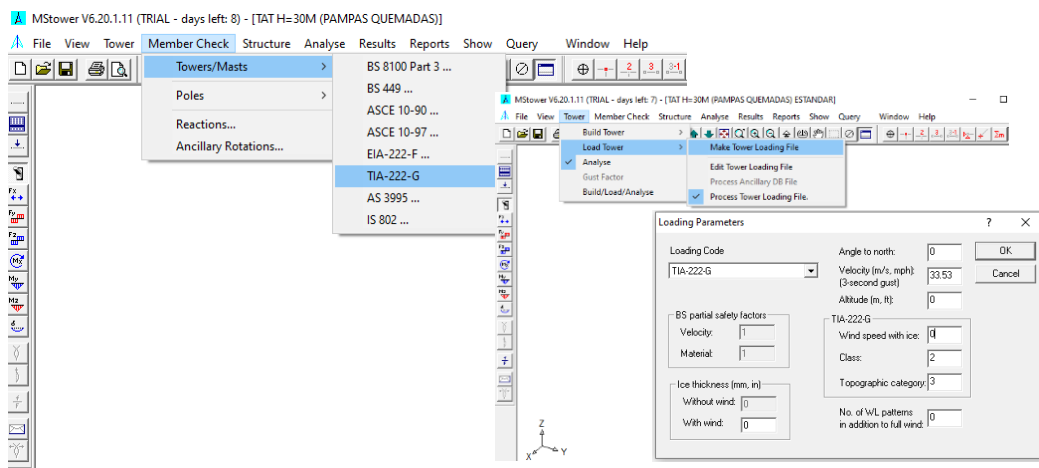 MStower V6.20.1.11 (TRIAL - days left: 8) - [TAT H=30M (PAMPAS QUEMADAS)]
File View Tower Member Check Structure Analyse Results Reports Show Query Window Help
Towers/Masts
Poles
Reactions...
Ancillary Rotations...
BS 8100 Part 3 ...
BS 449 ...
ASCE 10-90 ...
ASCE 10-97 ...
EIA-222-F ...
TIA-222-G
AS 3995 ...
IS 802 ...
Fx
Fy
Fz
Mx
My
Mz
MStower V6.20.1.11 (TRIAL - days left: 7) - [TAT H=30M (PAMPAS QUEMADAS) ESTANDAR]
File View Tower Member Check Structure Analyse Results Reports Show Query Window Help
Build Tower
Load Tower
Analyse
Gust Factor
Build/Load/Analyse
Make Tower Loading File
Edit Tower Loading File
Process Ancillary DB File
Process Tower Loading File.
Loading Parameters ? X
Loading Code
TIA-222-G
BS partial safety factors
Velocity: 1
Material: 1
Ice thickness (mm, in)
Without wind: 0
With wind: 0
Angle to north: 0
Velocity (m/s, mph): 33.53
(3-second gust)
Altitude (m, ft): 0
TIA-222-G
Wind speed with ice: 0
Class: 2
Topographic category: 3
No. of WL patterns
in addition to full wind: 0
OK
Cancel
Z
X Y